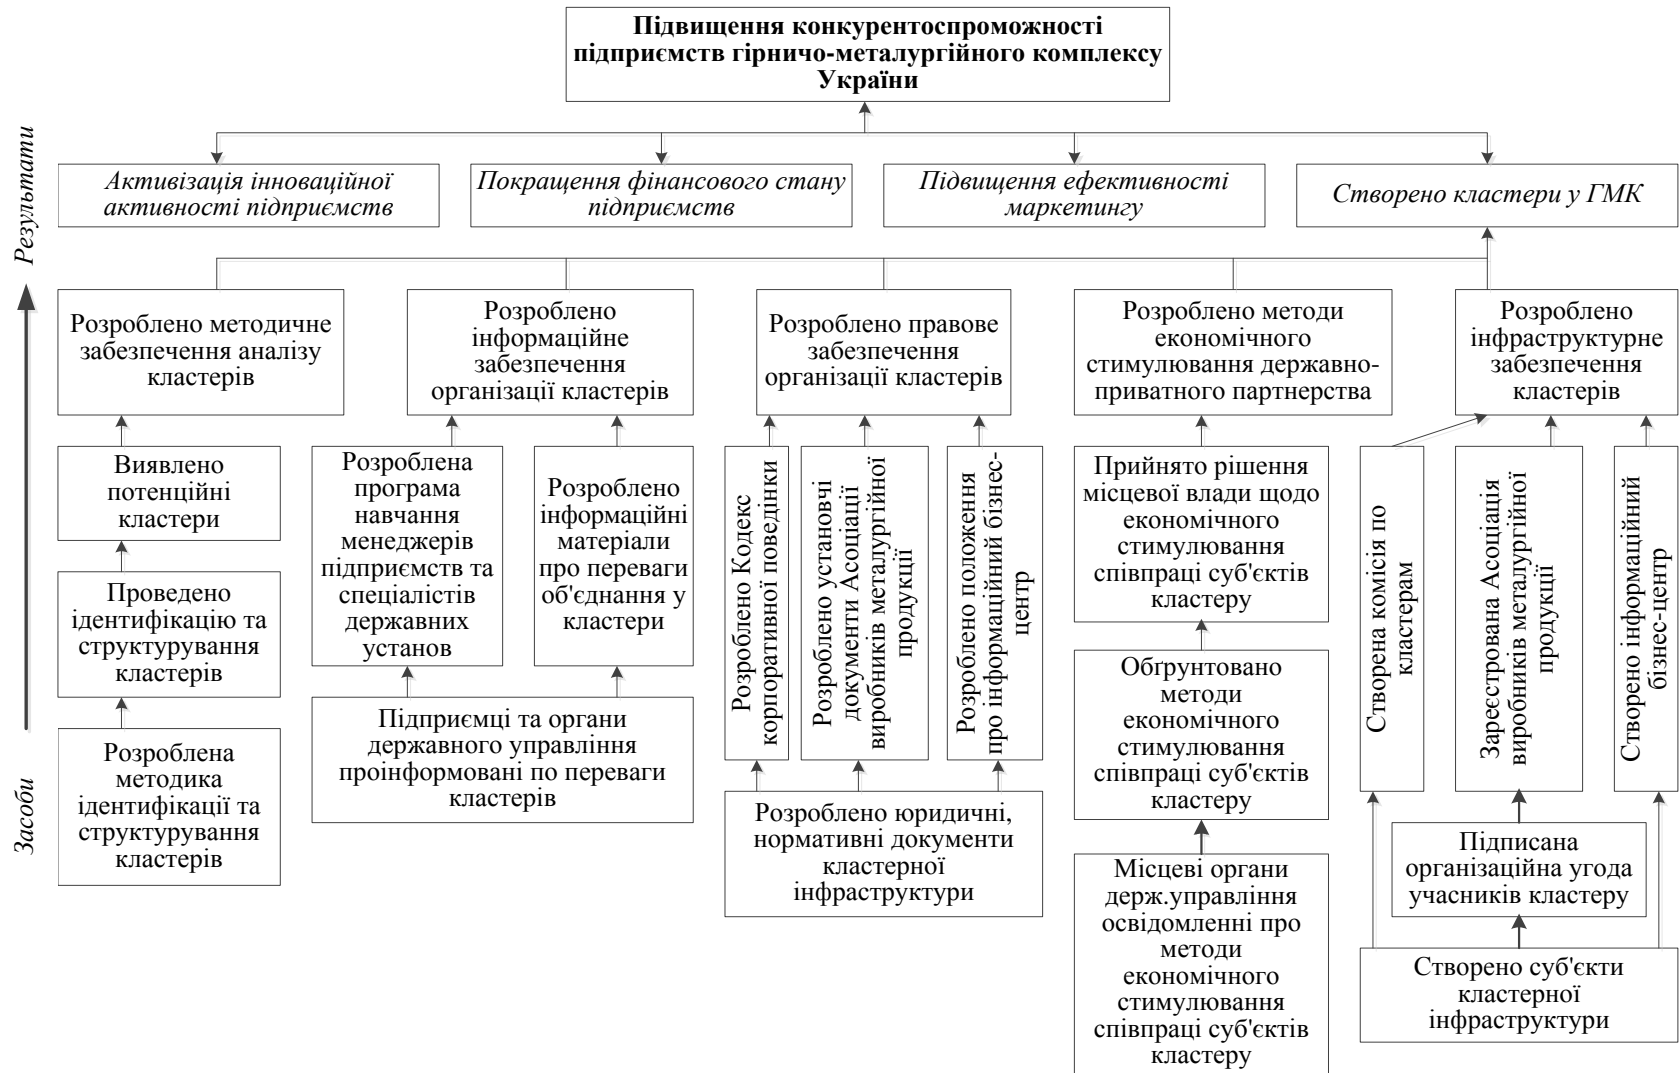 Підвищення конкурентоспроможності
підприємств гірничо-металургійного комплексу
України
Результати
Активізація інноваційної
активності підприємств
Покращення фінансового стану
підприємств
Підвищення ефективності
маркетингу
Створено кластери у ГМК
Розроблено методичне
забезпечення аналізу
кластерів
Розроблено
інформаційне
забезпечення
організації кластерів
Розроблено правове
забезпечення
організації кластерів
Розроблено методи
економічного
стимулювання державно-
приватного партнерства
Розроблено
інфраструктурне
забезпечення
кластерів
Виявлено
потенційні
кластери
Проведено
ідентифікацію та
структурування
кластерів
Розроблена
методика
ідентифікації та
структурування
кластерів
Засоби
Розроблена
програма
навчання
менеджерів
підприємств та
спеціалістів
державних
установ
Розроблено
інформаційні
матеріали
про переваги
об'єднання у
кластери
Підприємці та органи
державного управління
проінформовані по переваги
кластерів
Розроблено Кодекс
корпоративної поведінки
Розроблено установчі
документи Асоціації
виробників металургійної
продукції
Розроблено положення
про інформаційний бізнес-
центр
Розроблено юридичні,
нормативні документи
кластерної
інфраструктури
Прийнято рішення
місцевої влади щодо
економічного
стимулювання
співпраці суб'єктів
кластеру
Обґрунтовано
методи
економічного
стимулювання
співпраці суб'єктів
кластеру
Місцеві органи
держ.управління
освідомленні про
методи
економічного
стимулювання
співпраці суб'єктів
кластеру
Створена комісія по
кластерам
Зареєстрована Асоціація
виробників металургійної
продукції
Створено інформаційний
бізнес-центр
Підписана
організаційна угода
учасників кластеру
Створено суб'єкти
кластерної
інфраструктури